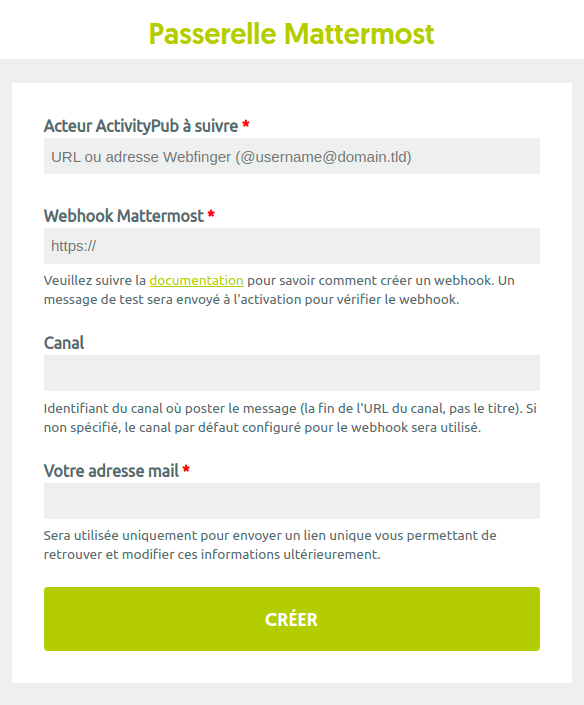 Passerelle Mattermost
Acteur ActivityPub à suivre *
URL ou adresse Webfinger (@username@domain.tld)
Webhook Mattermost *
https://
Veuillez suivre la documentation pour savoir comment créer un webhook. Un
message de test sera envoyé à l'activation pour vérifier le webhook.
Canal
Identifiant du canal où poster le message (la fin de l'URL du canal, pas le titre). Si
non spécifié, le canal par défaut configuré pour le webhook sera utilisé.
Votre adresse mail *
Sera utilisée uniquement pour envoyer un lien unique vous permettant de
retrouver et modifier ces informations ultérieurement.
CRÉER